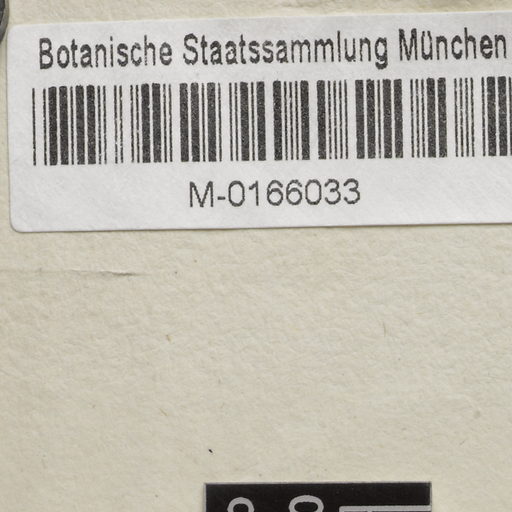 Botanische Staatssammlung München
M-0166033